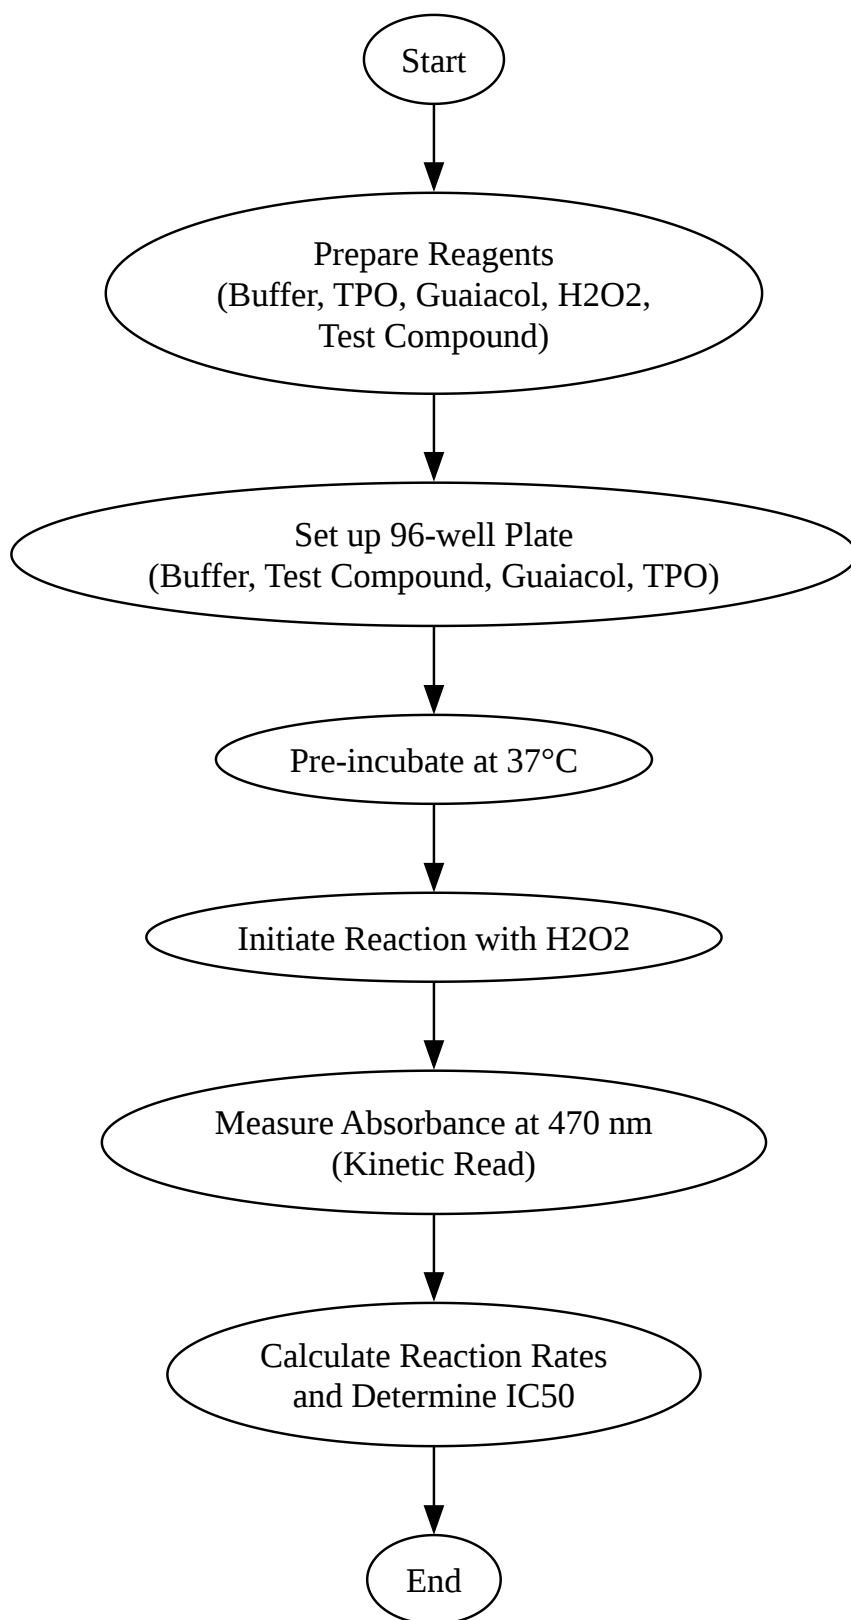 Start
Prepare Reagents
(Buffer, TPO, Guaiacol, H2O2,
Test Compound)
Set up 96-well Plate
(Buffer, Test Compound, Guaiacol, TPO)
Pre-incubate at 37°C
Initiate Reaction with H2O2
Measure Absorbance at 470 nm
(Kinetic Read)
Calculate Reaction Rates
and Determine IC50
End